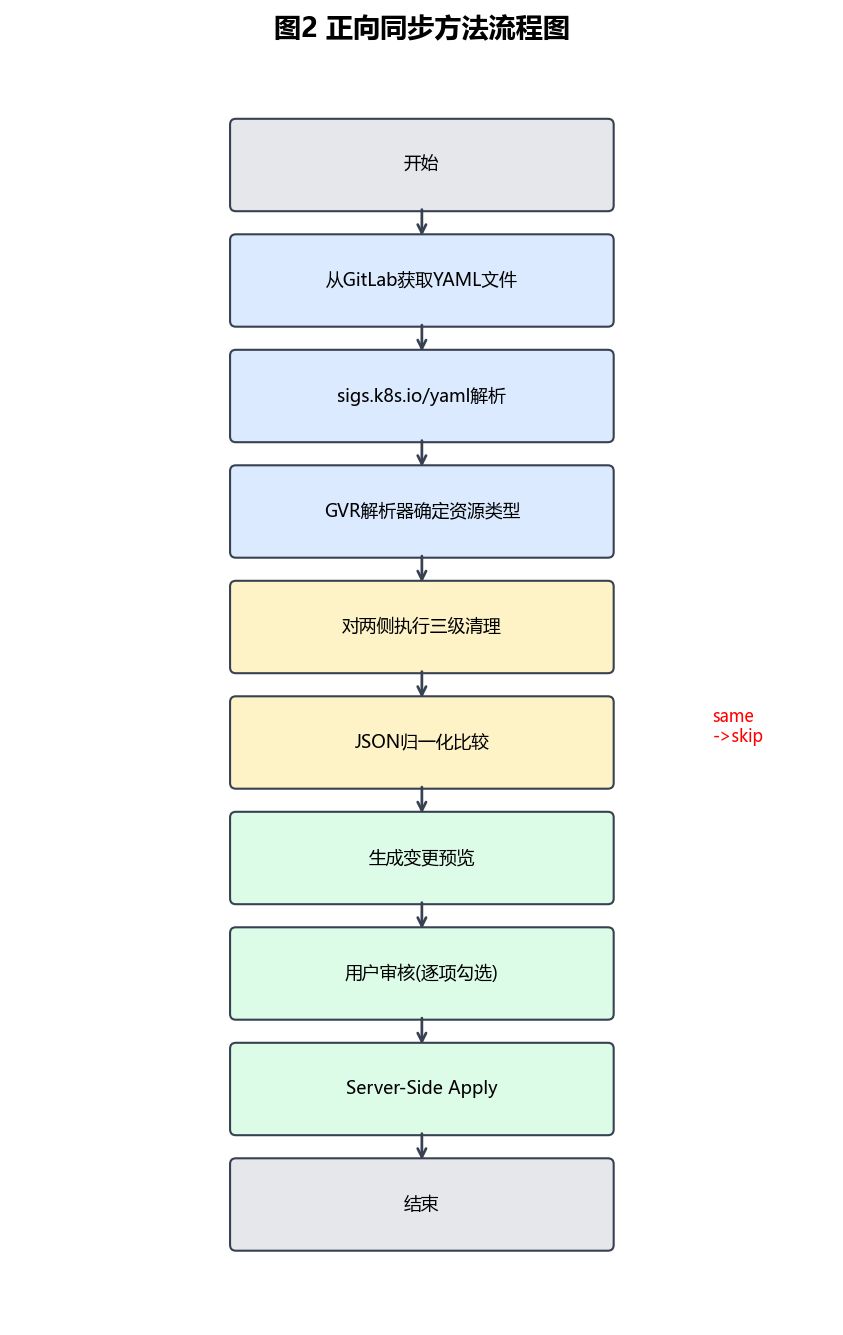 图2 正向同步方法流程图
开始
从GitLab获取YAML文件
sigs.k8s.io/yaml解析
GVR解析器确定资源类型
对两侧执行三级清理
JSON归一化比较
same
->skip
生成变更预览
用户审核(逐项勾选)
Server-Side Apply
结束